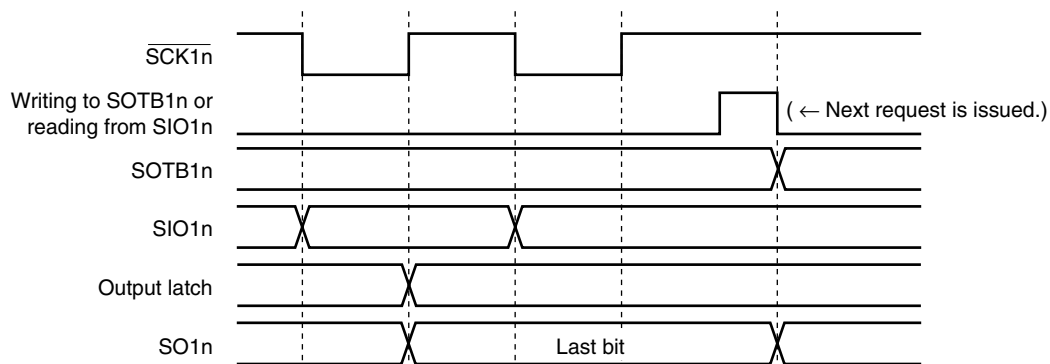 SCK1n
Writing to SOTB1n or
reading from SIO1n
( ← Next request is issued.)
SOTB1n
SIO1n
Output latch
SO1n
Last bit